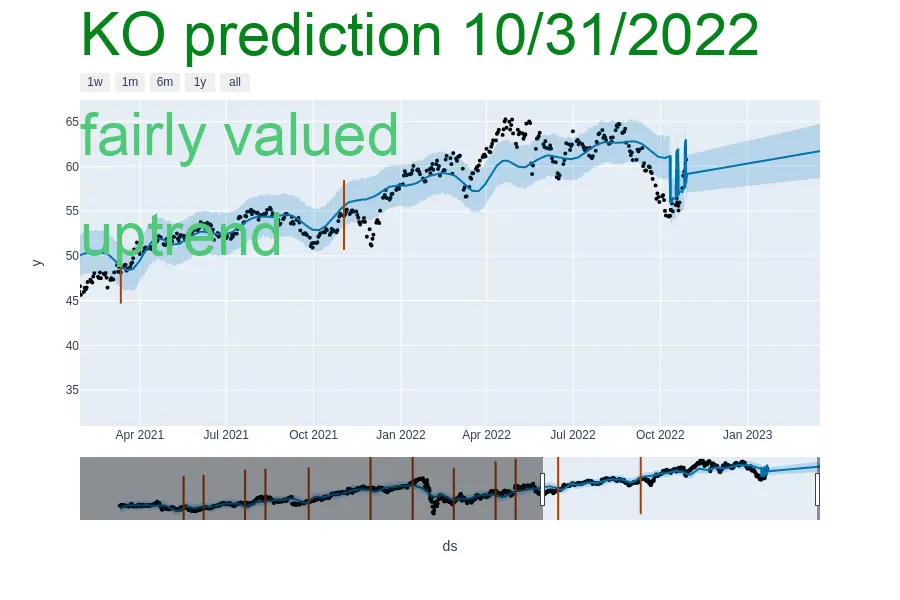 KO prediction 10/31/2022
1w 1m 6m 1y all
fairly valued
uptrend
65
60
55
50
45
40
35
y
Apr 2021 Jul 2021 Oct 2021 Jan 2022 Apr 2022 Jul 2022 Oct 2022 Jan 2023
ds